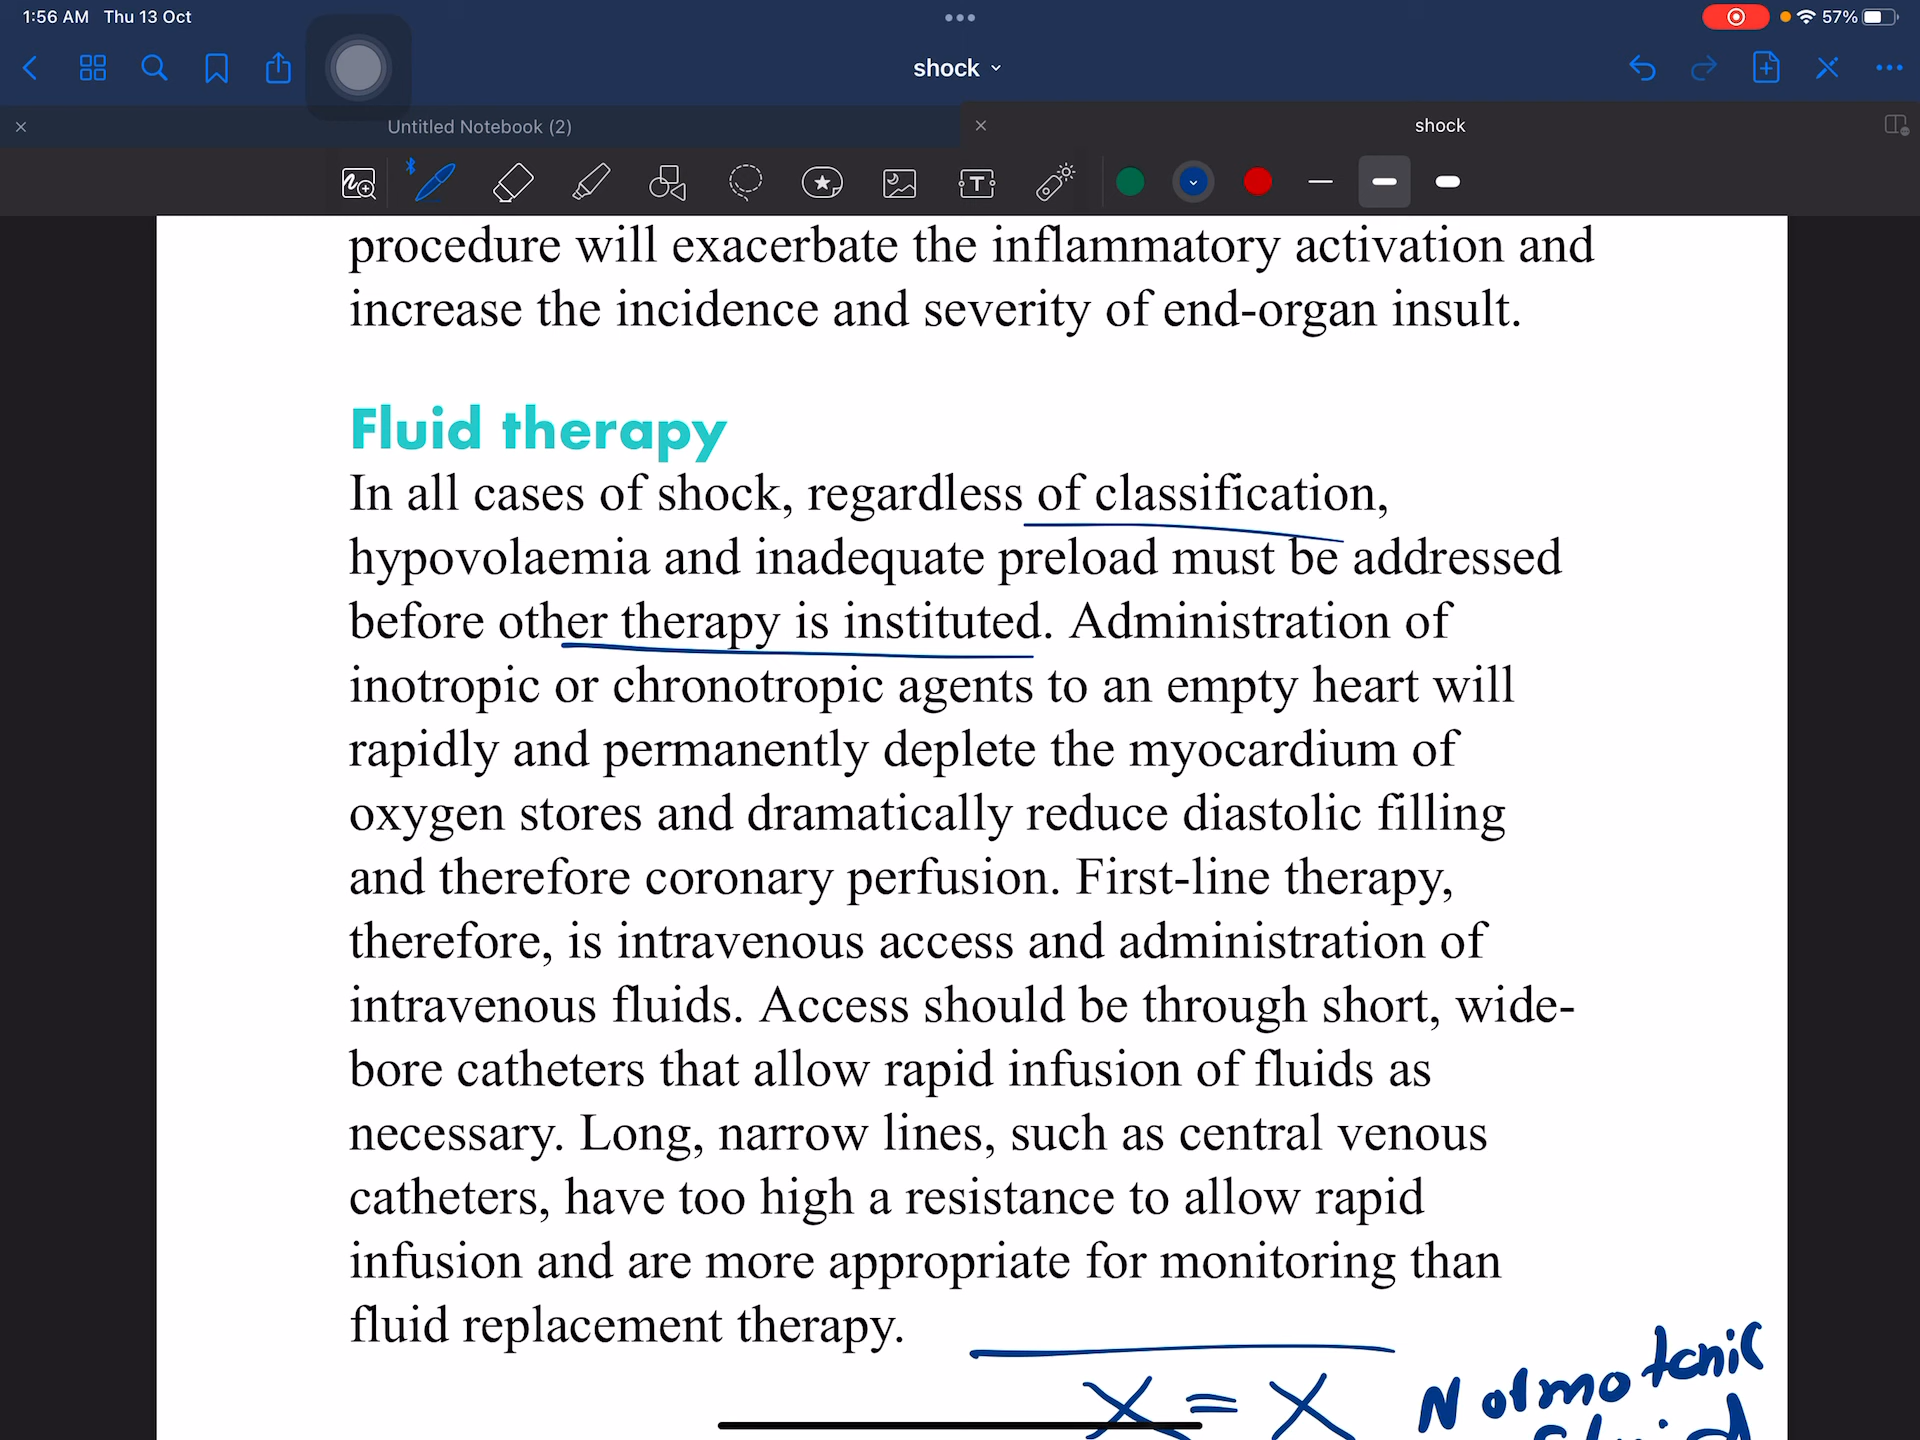 1:56 AM Thu 13 Oct
57%
shock
Untitled Notebook (2)
shock
T
procedure will exacerbate the inflammatory activation and
increase the incidence and severity of end-organ insult.
Fluid therapy
In all cases of shock, regardless of classification,
hypovolaemia and inadequate preload must be addressed
before other therapy is instituted. Administration of
inotropic or chronotropic agents to an empty heart will
rapidly and permanently deplete the myocardium of
oxygen stores and dramatically reduce diastolic filling
and therefore coronary perfusion. First-line therapy,
therefore, is intravenous access and administration of
intravenous fluids. Access should be through short, wide-
bore catheters that allow rapid infusion of fluids as
necessary. Long, narrow lines, such as central venous
catheters, have too high a resistance to allow rapid
infusion and are more appropriate for monitoring than
fluid replacement therapy.
X = X Notmotonic
fluid